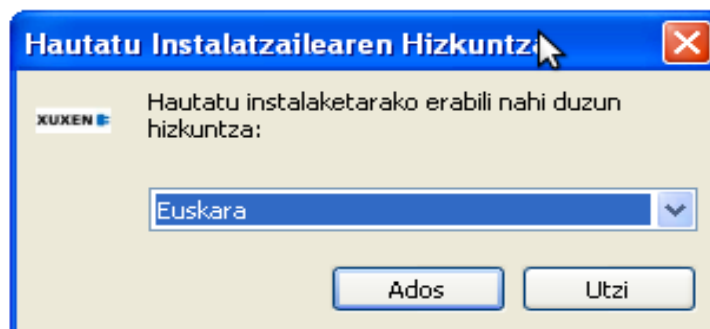 Hautatu Instalatzailearen Hizkuntza
XUXEN
Hautatu instalaketarako erabili nahi duzun
hizkuntza:
Euskara
Ados
Utzi